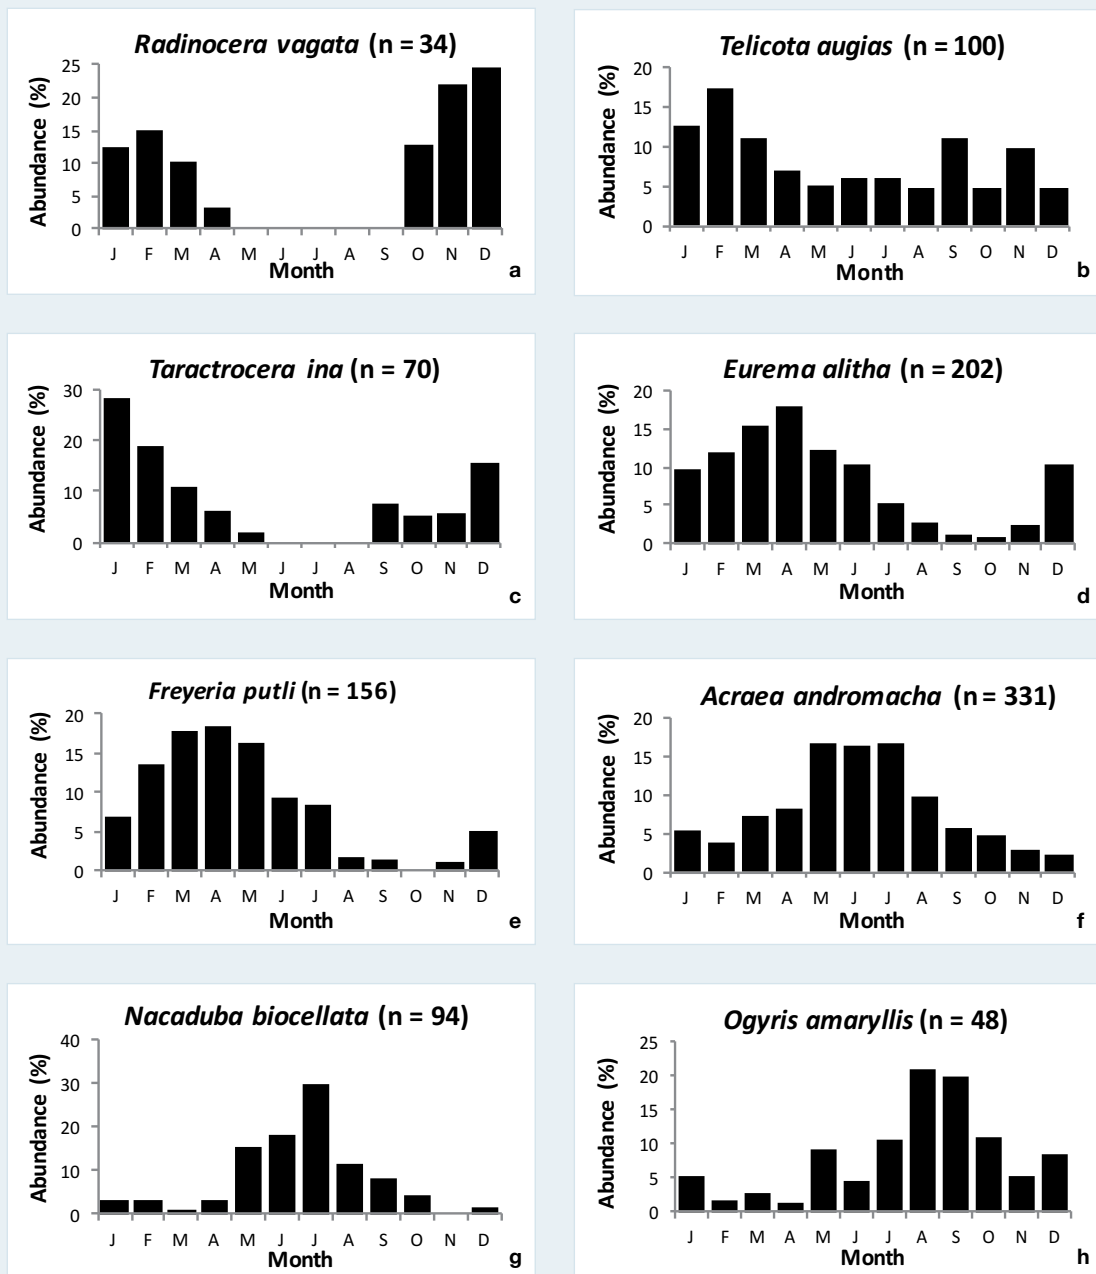 Radinocera vagata (n = 34)
Abundance (%)
25
20
15
10
5
0
J F M A M J J A S O N D
Month
a
Telicota augias (n = 100)
Abundance (%)
20
15
10
5
0
J F M A M J J A S O N D
Month
b
Taractrocera ina (n = 70)
Abundance (%)
30
20
10
0
J F M A M J J A S O N D
Month
c
Eurema alitha (n = 202)
Abundance (%)
20
15
10
5
0
J F M A M J J A S O N D
Month
d
Freyeria putli (n = 156)
Abundance (%)
20
15
10
5
0
J F M A M J J A S O N D
Month
e
Acraea andromacha (n = 331)
Abundance (%)
20
15
10
5
0
J F M A M J J A S O N D
Month
f
Nacaduba biocellata (n = 94)
Abundance (%)
40
30
20
10
0
J F M A M J J A S O N D
Month
g
Ogyris amaryllis (n = 48)
Abundance (%)
25
20
15
10
5
0
J F M A M J J A S O N D
Month
h